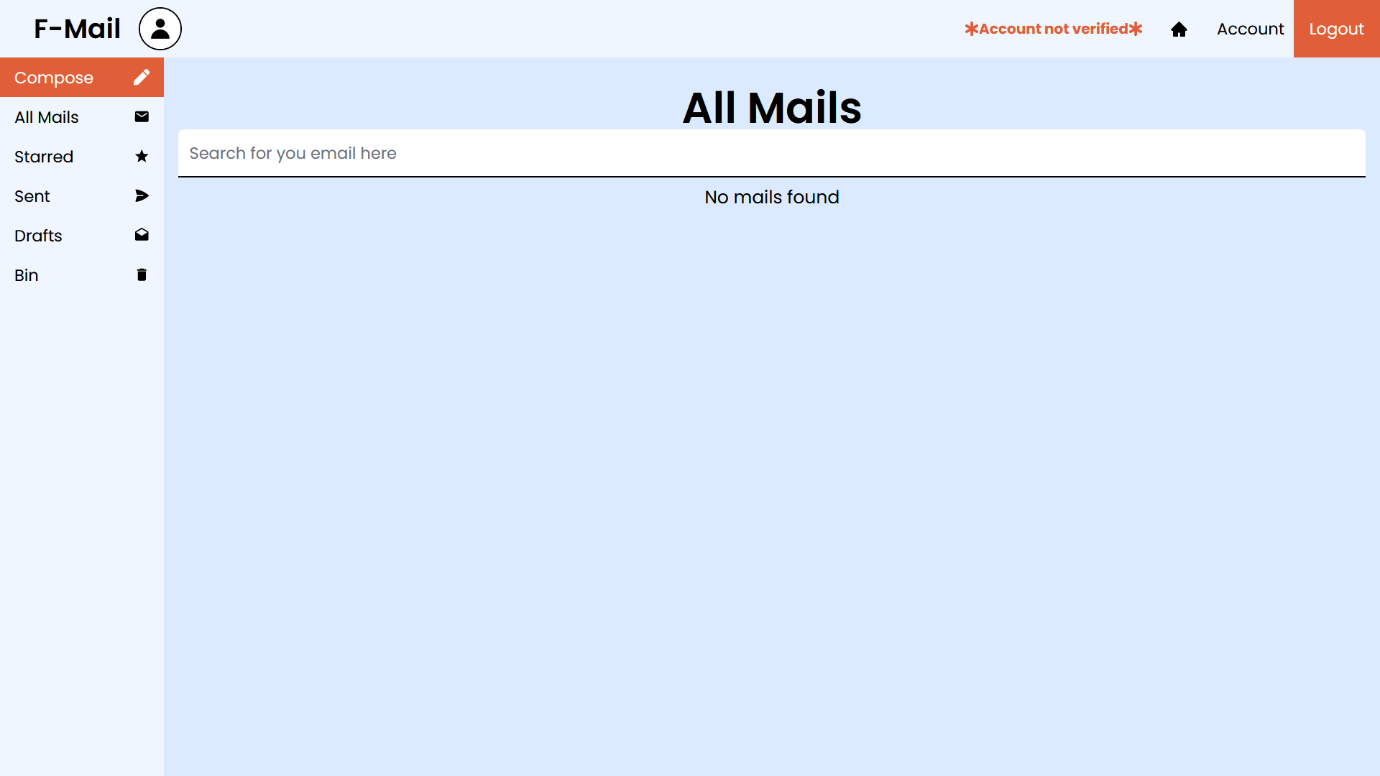 F-Mail
*Account not verified*
Account
Logout
Compose
All Mails
Starred
Sent
Drafts
Bin
All Mails
Search for you email here
No mails found